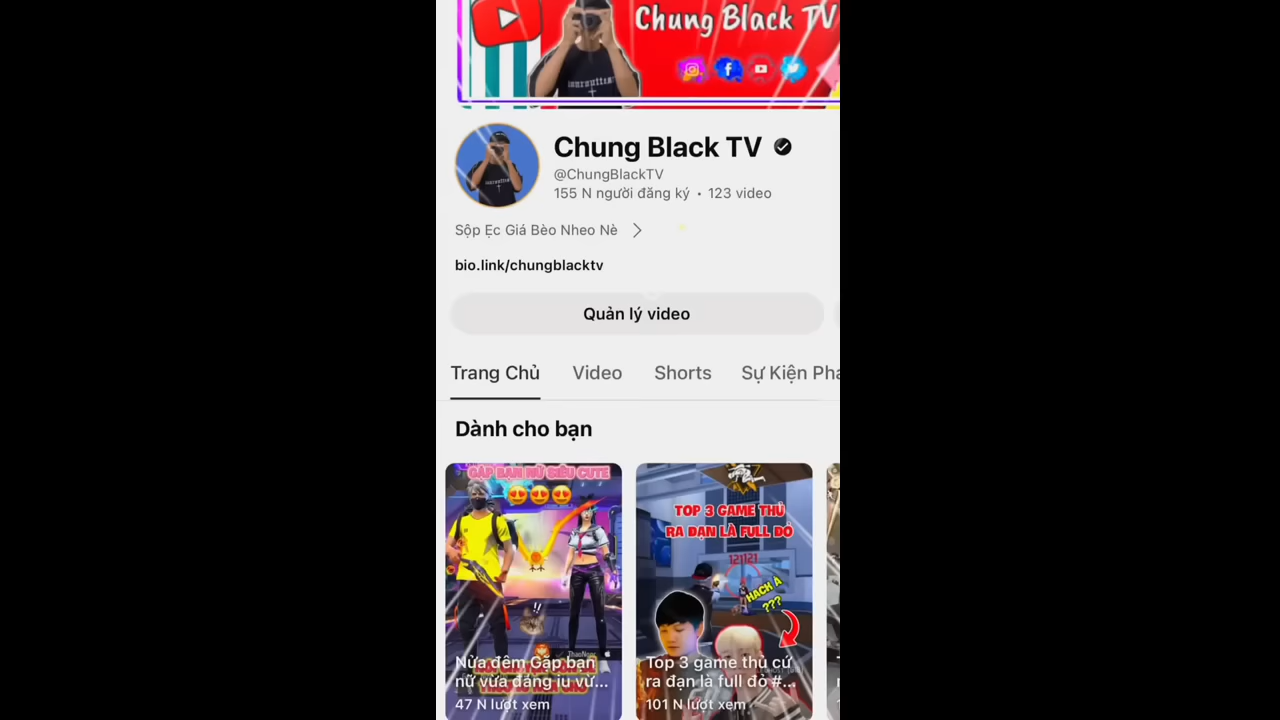 Chung Black TV
Chung Black TV
@ChungBlackTV
155 N người đăng ký • 123 video
Sộp Ẹc Giá Bèo Nheo Nè
bio.link/chungblacktv
Quản lý video
Trang Chủ
Video
Shorts
Sự Kiện Phá
Dành cho bạn
GẶP BẠN NỮ SIÊU CUTE
!!
Nửa đêm Gặp bạn
nữ vừa đáng iu vừ...
47 N lượt xem
TOP 3 GAME THỦ
RA ĐẠN LÀ FULL ĐỎ
121121
HACK À
???
Top 3 game thủ cứ
ra đạn là full đỏ #...
101 N lượt xem